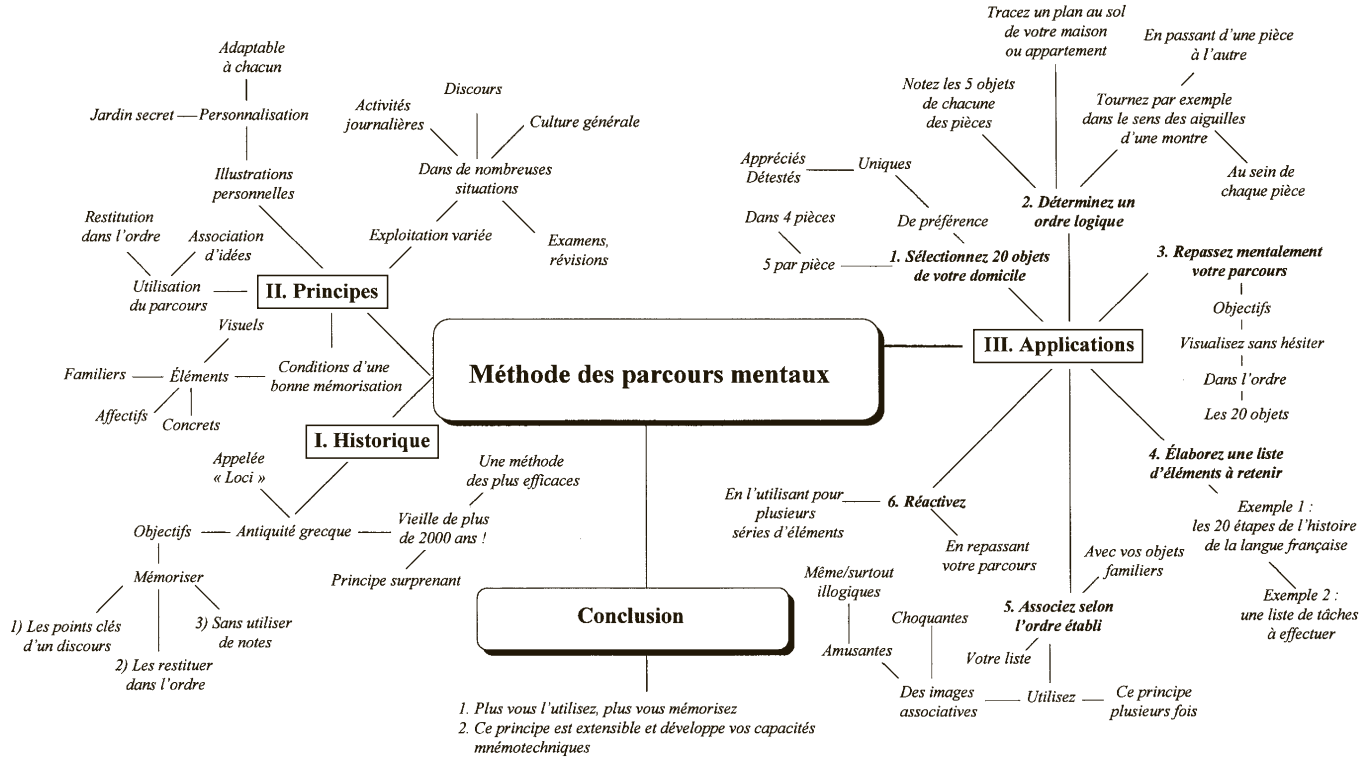 Méthode des parcours mentaux
I. Historique
Antiquité grecque
Appelée
« Loci »
Objectifs
Mémoriser
1) Les points clés
d'un discours
2) Les restituer
dans l'ordre
3) Sans utiliser
de notes
Vieille de plus
de 2000 ans !
Une méthode
des plus efficaces
Principe surprenant
II. Principes
Conditions d'une
bonne mémorisation
Éléments
Visuels
Familiers
Affectifs
Concrets
Utilisation
du parcours
Restitution
dans l'ordre
Association
d'idées
Illustrations
personnelles
Personnalisation
Jardin secret
Adaptable
à chacun
Exploitation variée
Dans de nombreuses
situations
Activités
journalières
Discours
Culture générale
Examens,
révisions
III. Applications
1. Sélectionnez 20 objets
de votre domicile
5 par pièce
Dans 4 pièces
De préférence
Uniques
Appréciés
Détestés
2. Déterminez un
ordre logique
Notez les 5 objets
de chacune
des pièces
Tracez un plan au sol
de votre maison
ou appartement
Tournez par exemple
dans le sens des aiguilles
d'une montre
En passant d'une pièce
à l'autre
Au sein de
chaque pièce
3. Repassez mentalement
votre parcours
Objectifs
Visualisez sans hésiter
Dans l'ordre
Les 20 objets
4. Élaborez une liste
d'éléments à retenir
Exemple 1 :
les 20 étapes de l'histoire
de la langue française
Exemple 2 :
une liste de tâches
à effectuer
5. Associez selon
l'ordre établi
Avec vos objets
familiers
Votre liste
Utilisez
Ce principe
plusieurs fois
Des images
associatives
Choquantes
Amusantes
Même/surtout
illogiques
6. Réactivez
En l'utilisant pour
plusieurs
séries d'éléments
En repassant
votre parcours
Conclusion
1. Plus vous l'utilisez, plus vous mémorisez
2. Ce principe est extensible et développe vos capacités
mnémotechniques